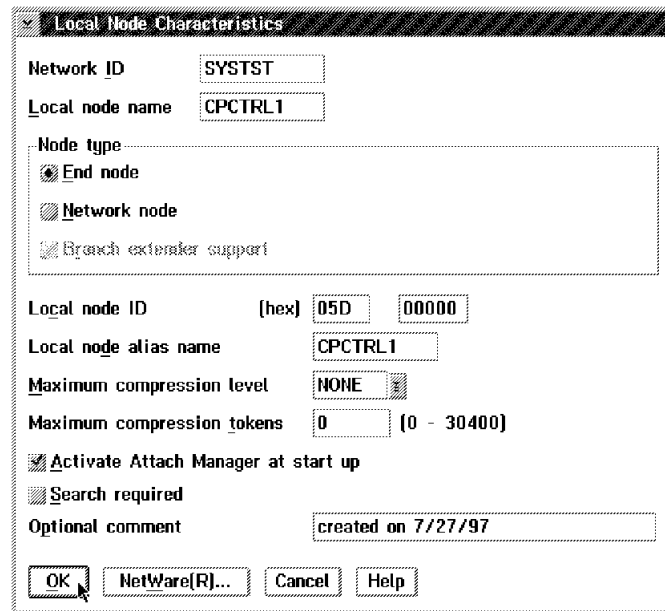 Local Node Characteristics
Network ID SYSTST
Local node name CPCTRL1
Node type
End node
Network node
Branch extender support
Local node ID (hex) 05D 00000
Local node alias name CPCTRL1
Maximum compression level NONE
Maximum compression tokens 0 (0 - 30400)
Activate Attach Manager at start up
Search required
Optional comment created on 7/27/97
OK NetWare(R)... Cancel Help